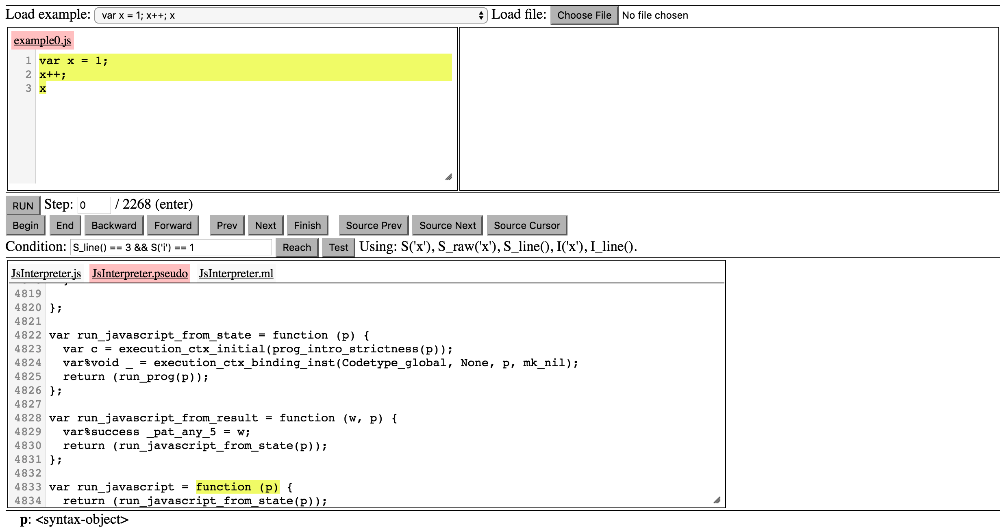 Load example: var x = 1; x++; x Load file: Choose File No file chosen
example0.js
1 var x = 1;
2 x++;
3 x
RUN Step: 0 / 2268 (enter)
Begin End Backward Forward Prev Next Finish Source Prev Source Next Source Cursor
Condition: S_line() == 3 && S('i') == 1 Reach Test Using: S('x'), S_raw('x'), S_line(), I('x'), I_line().
JsInterpreter.js JsInterpreter.pseudo JsInterpreter.ml
4819
4820 };
4821
4822 var run_javascript_from_state = function (p) {
4823   var c = execution_ctx_initial(prog_intro_strictness(p));
4824   var%void _ = execution_ctx_binding_inst(Codetype_global, None, p, mk_nil);
4825   return (run_prog(p));
4826 };
4827
4828 var run_javascript_from_result = function (w, p) {
4829   var%success _pat_any_5 = w;
4830   return (run_javascript_from_state(p));
4831 };
4832
4833 var run_javascript = function (p) {
4834   return (run_javascript_from_state(p));
p: <syntax-object>